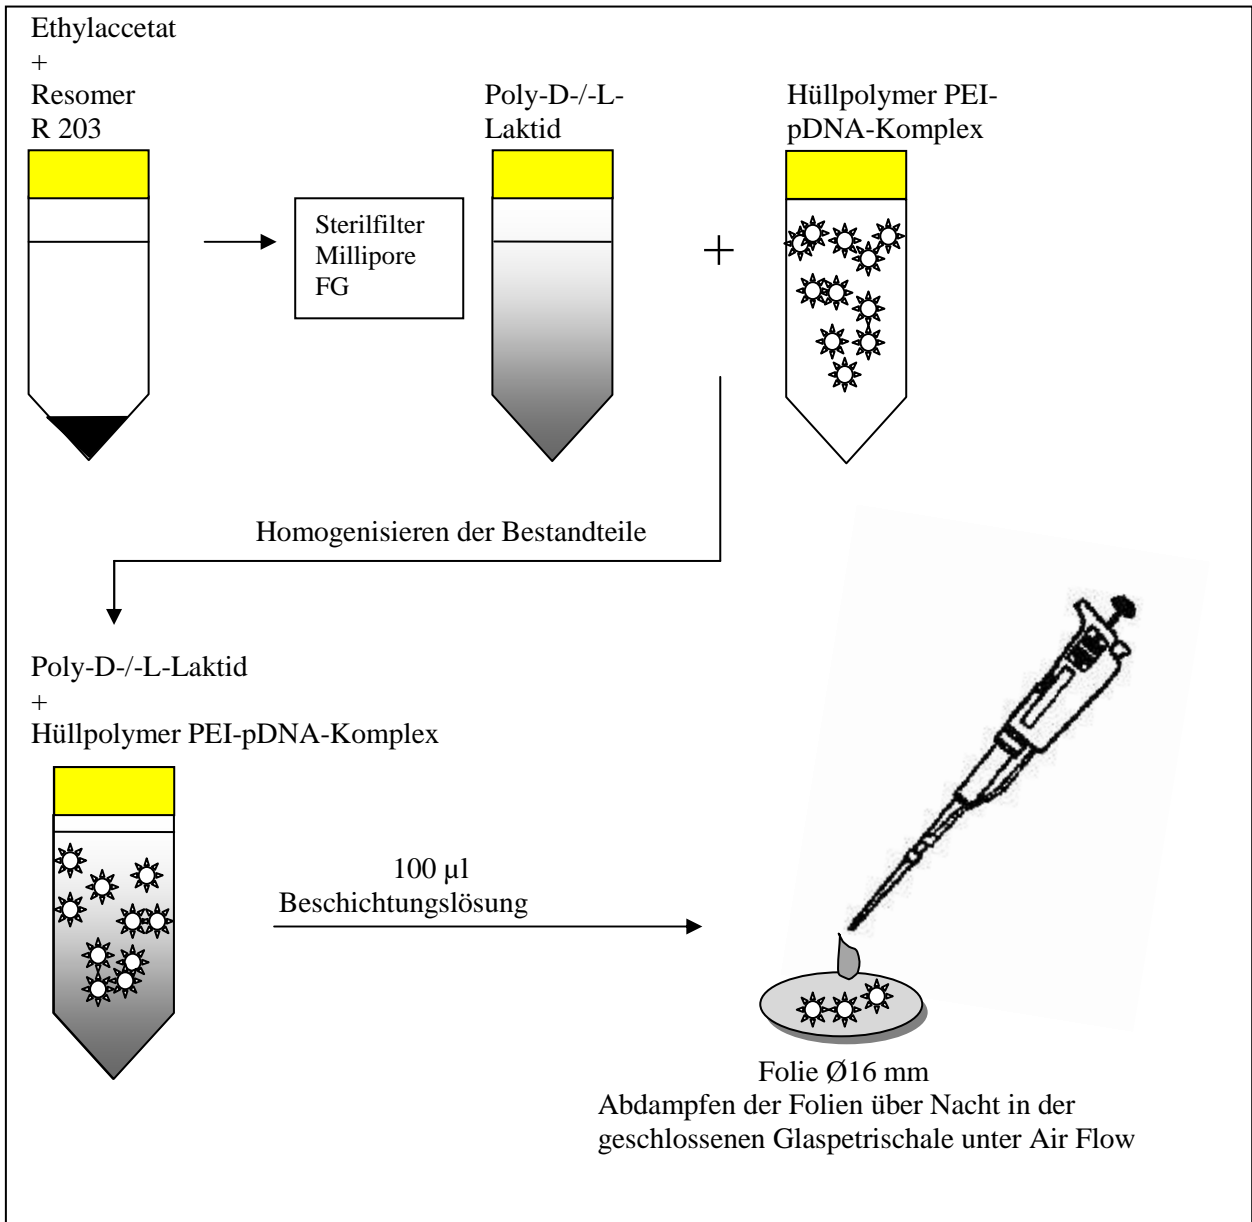 Ethylaccetat
+
Resomer
R 203
Sterilfilter
Millipore
FG
Poly-D-/-L-
Laktid
+
Hüllpolymer PEI-
pDNA-Komplex
Homogenisieren der Bestandteile
Poly-D-/-L-Laktid
+
Hüllpolymer PEI-pDNA-Komplex
100 µl
Beschichtungslösung
Folie Ø16 mm
Abdampfen der Folien über Nacht in der
geschlossenen Glaspetrischale unter Air Flow